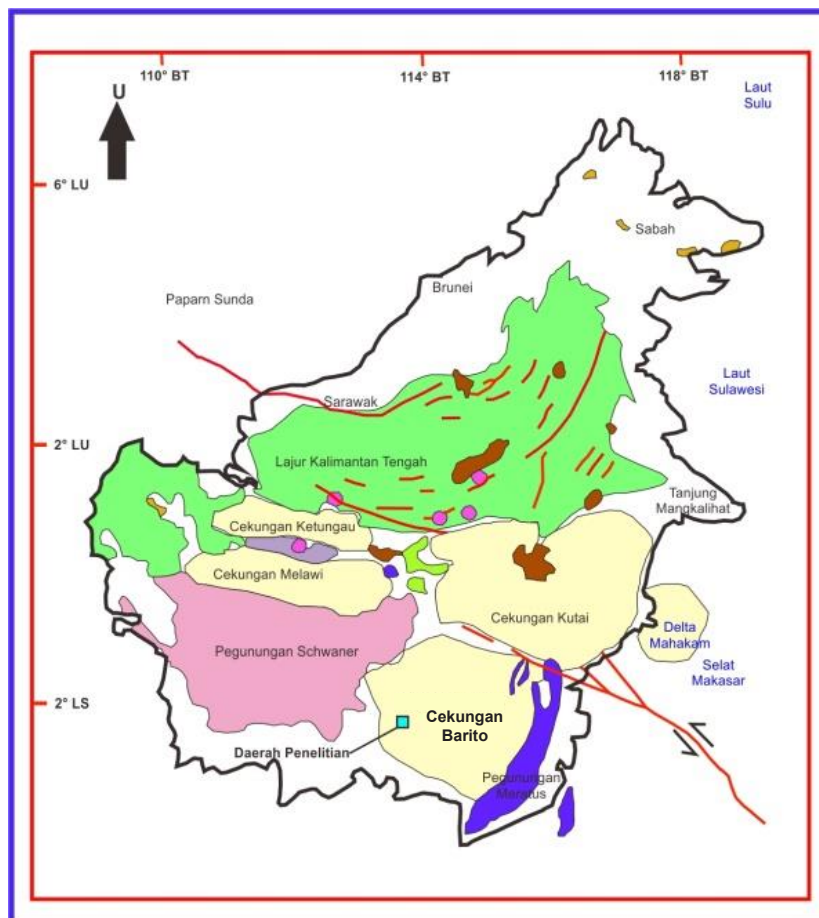 110° BT
114° BT
118° BT
U
Laut
Sulu
6° LU
Sabah
Brunei
Paparn Sunda
Laut
Sulawesi
Sarawak
2° LU
Lajur Kalimantan Tengah
Tanjung
Mangkalihat
Cekungan Ketungau
Cekungan Melawi
Cekungan Kutai
Delta
Mahakam
Pegunungan Schwaner
Selat
Makasar
2° LS
Cekungan
Barito
Daerah Penelitian
Pegunungan
Meratus